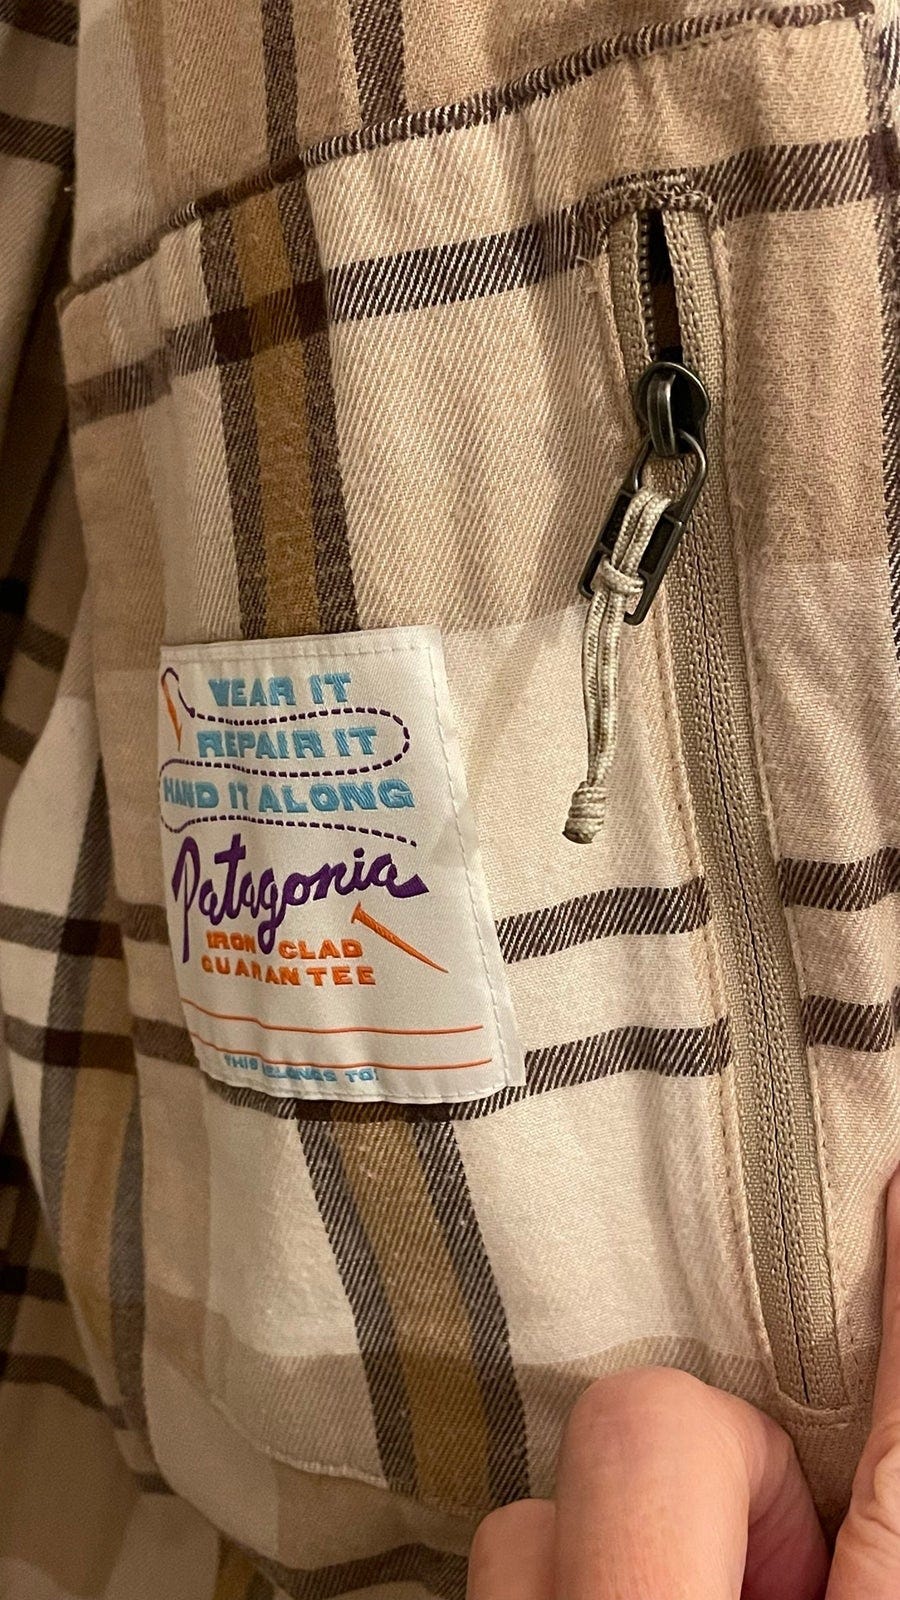 WEAR IT
REPAIR IT
HAND IT ALONG
Patagonia
IRON CLAD
GUARANTEE
THIS BELONGS TO: